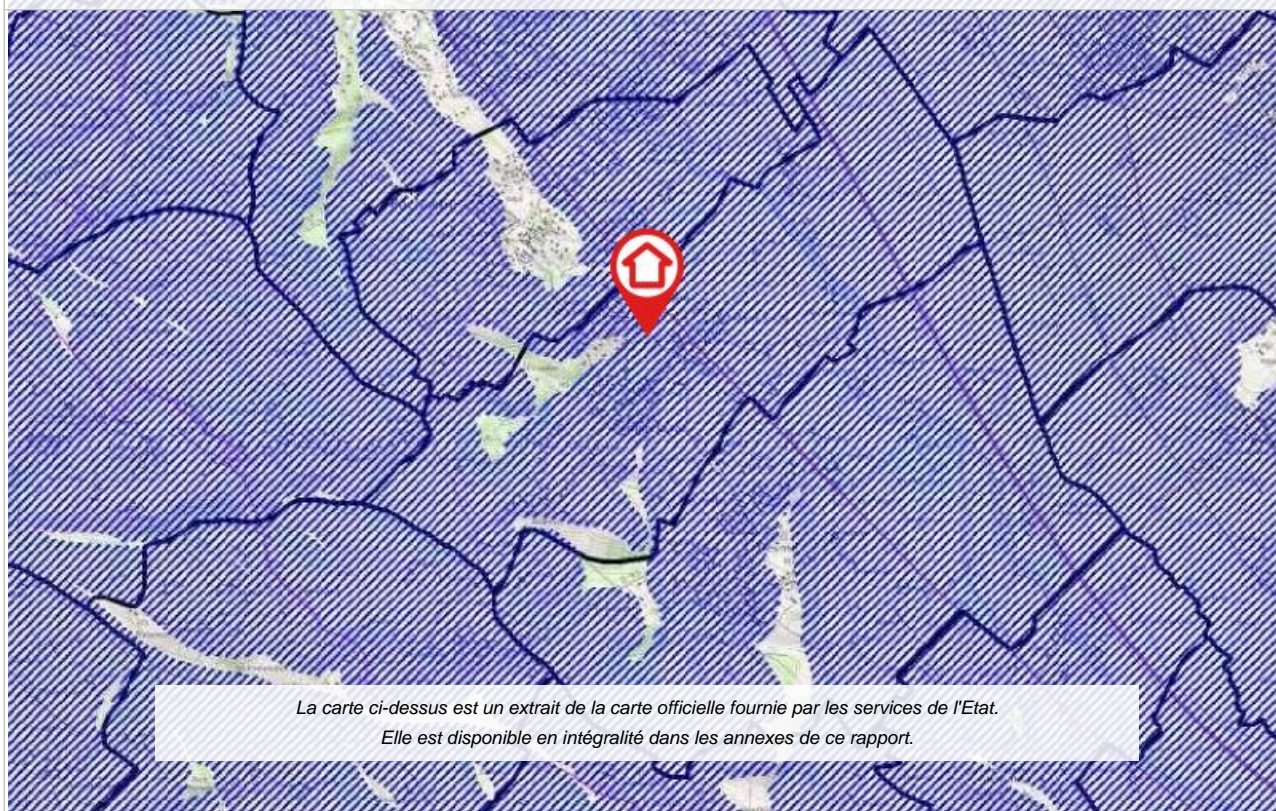 La carte ci-dessus est un extrait de la carte officielle fournie par les services de l'Etat.
Elle est disponible en intégralité dans les annexes de ce rapport.